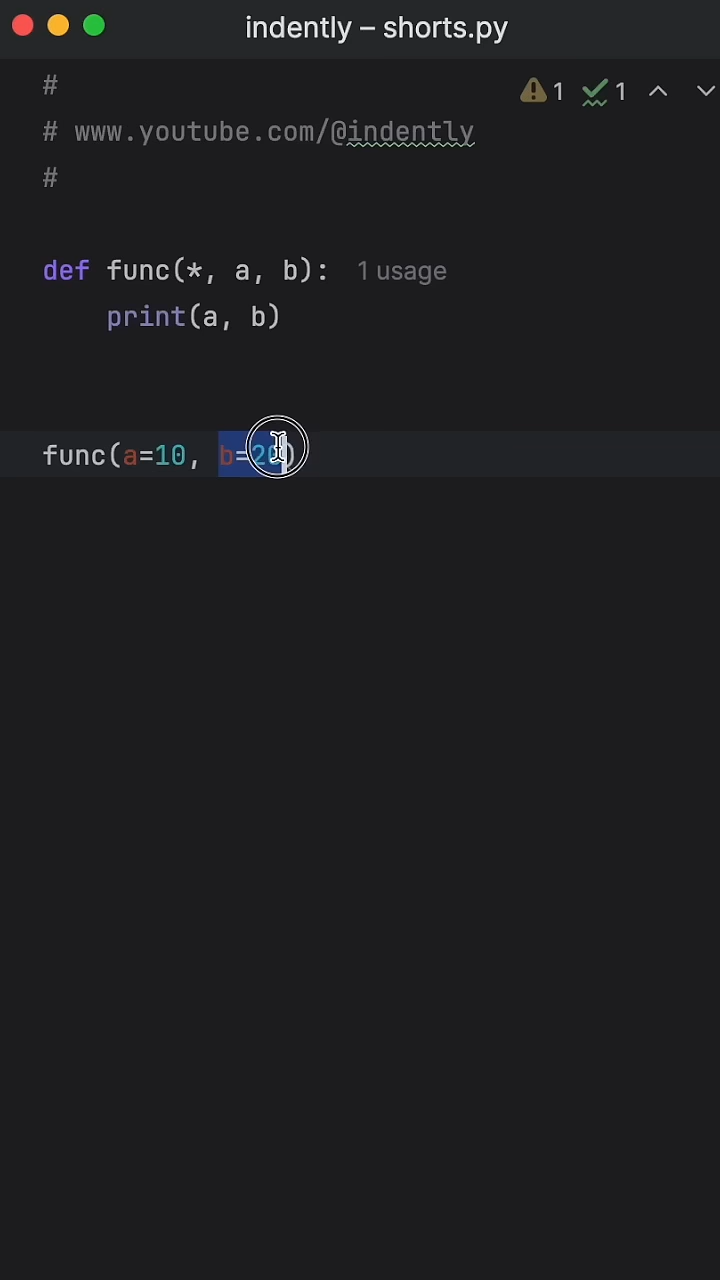 indently – shorts.py
#
1 1
# www.youtube.com/@indently
#
def func(*, a, b): 1 usage
print(a, b)
func(a=10, b=20)